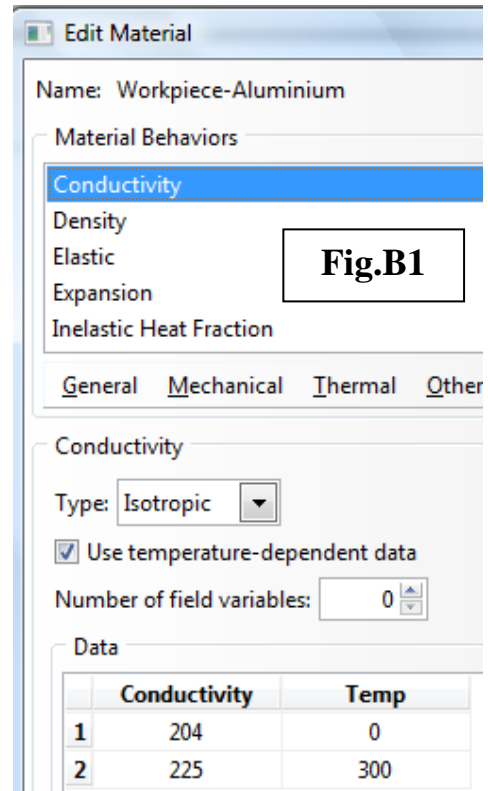 Edit Material
Name: Workpiece-Aluminium
Material Behaviors
Conductivity
Density
Elastic
Expansion
Inelastic Heat Fraction
Fig.B1
General Mechanical Thermal Other
Conductivity
Type: Isotropic
Use temperature-dependent data
Number of field variables: 0
Data
Conductivity Temp
1 204 0
2 225 300